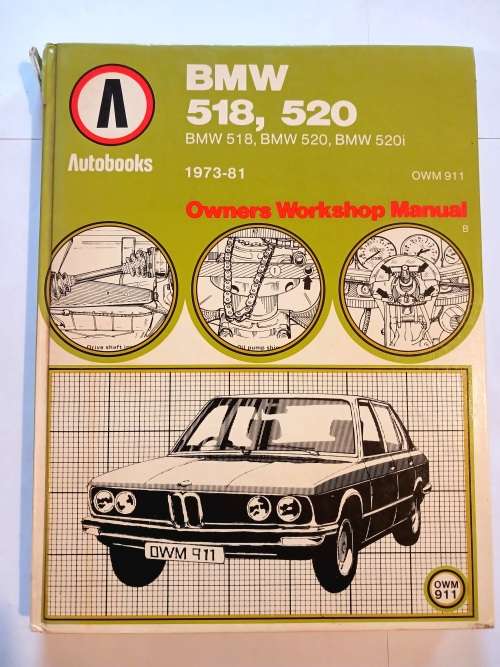 BMW
518, 520
BMW 518, BMW 520, BMW 520i
Autobooks
1973-81
OWM 911
Owners Workshop Manual
B
Drive shaft
Oil pump
OWM 911
OWM
911